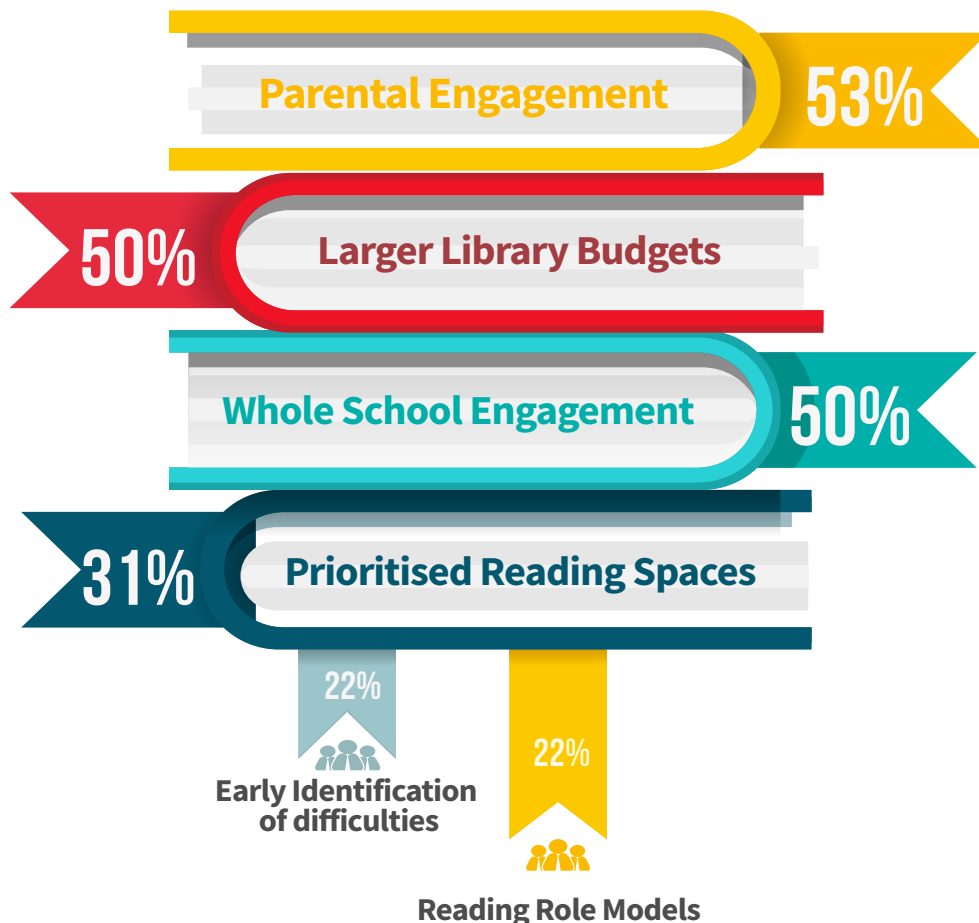 Parental Engagement
53%
50%
Larger Library Budgets
Whole School Engagement
50%
31%
Prioritised Reading Spaces
22%
Early Identification
of difficulties
22%
Reading Role Models